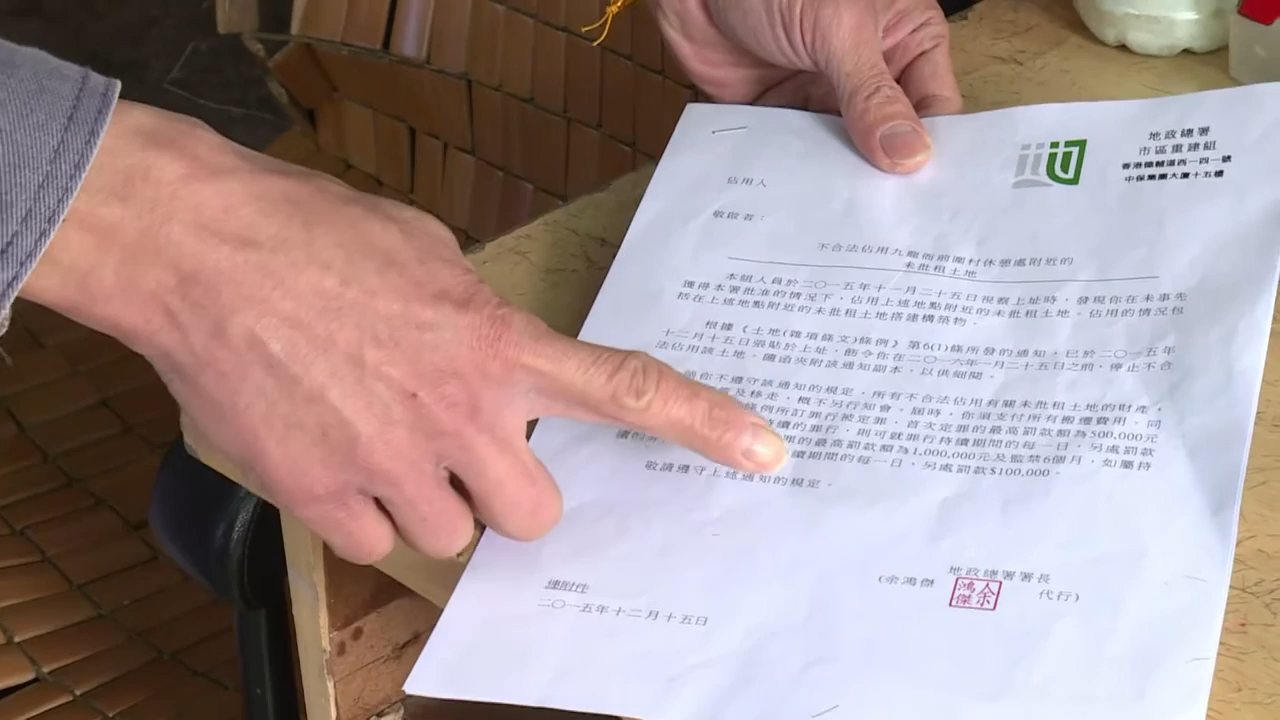 地政總署
市區重建組
香港德輔道西一四一號
中保集團大廈十五樓
佔用人
敬啟者：
不合法佔用九龍衙前圍村休憩處附近的
未批租土地
本組人員於二〇一五年十一月二十五日視察上址時，發現你在未事先
獲得本署批准的情況下，佔用上述地點附近的未批租土地。佔用的情況包
括在上述地點附近的未批租土地搭建構築物。
根據《土地(雜項條文)條例》第6(1)條所發的通知，已於二〇一五年
十二月十五日張貼於上址，飭令你在二〇一六年一月二十五日之前，停止不合
法佔用該土地。隨函夾附該通知副本，以供細閱。
倘你不遵守該通知的規定，所有不合法佔用有關未批租土地的財產，
及移走，概不另行知會。屆時，你須支付所有搬遷費用。同
條例所訂罪行被定罪，首次定罪的最高罰款額為500,000元
持續的罪行，則可就罪行持續期間的每一日，另處罰款
罪的最高罰款額為1,000,000元及監禁6個月，如屬持
續期間的每一日，另處罰款$100,000。
敬請遵守上述通知的規定。
地政總署署長
(余鴻傑 代行)
余鴻傑
連附件
二〇一五年十二月十五日